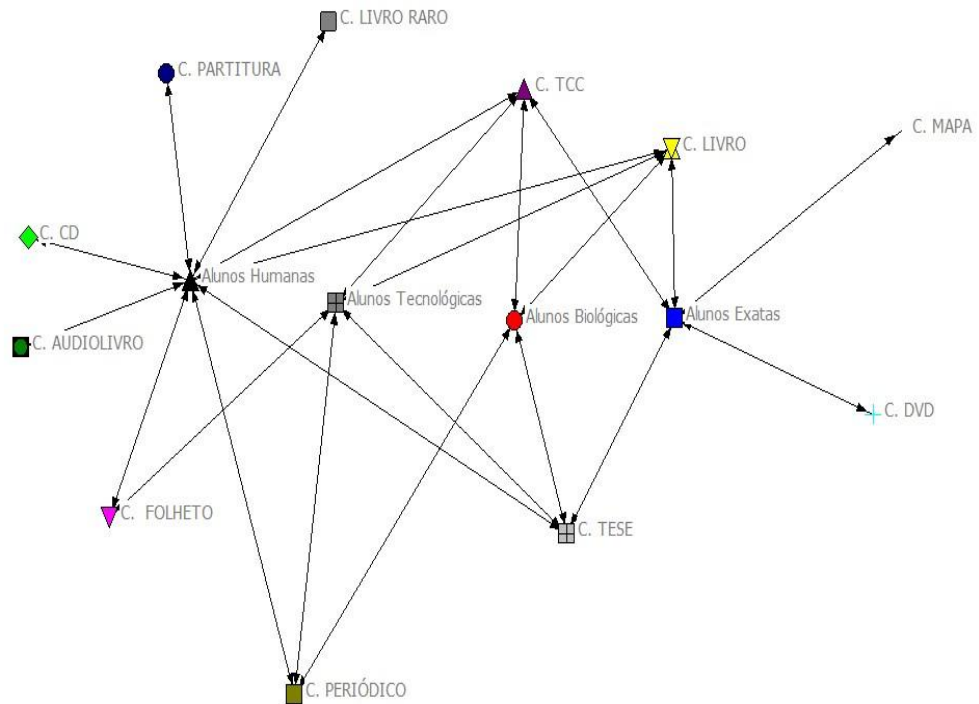 C. LIVRO RARO
C. PARTITURA
C. TCC
C. MAPA
C. LIVRO
C. CD
Alunos Humanas
Alunos Tecnológicas
Alunos Biológicas
Alunos Exatas
C. AUDIOLIVRO
C. DVD
C. FOLHETO
C. TESE
C. PERIÓDICO